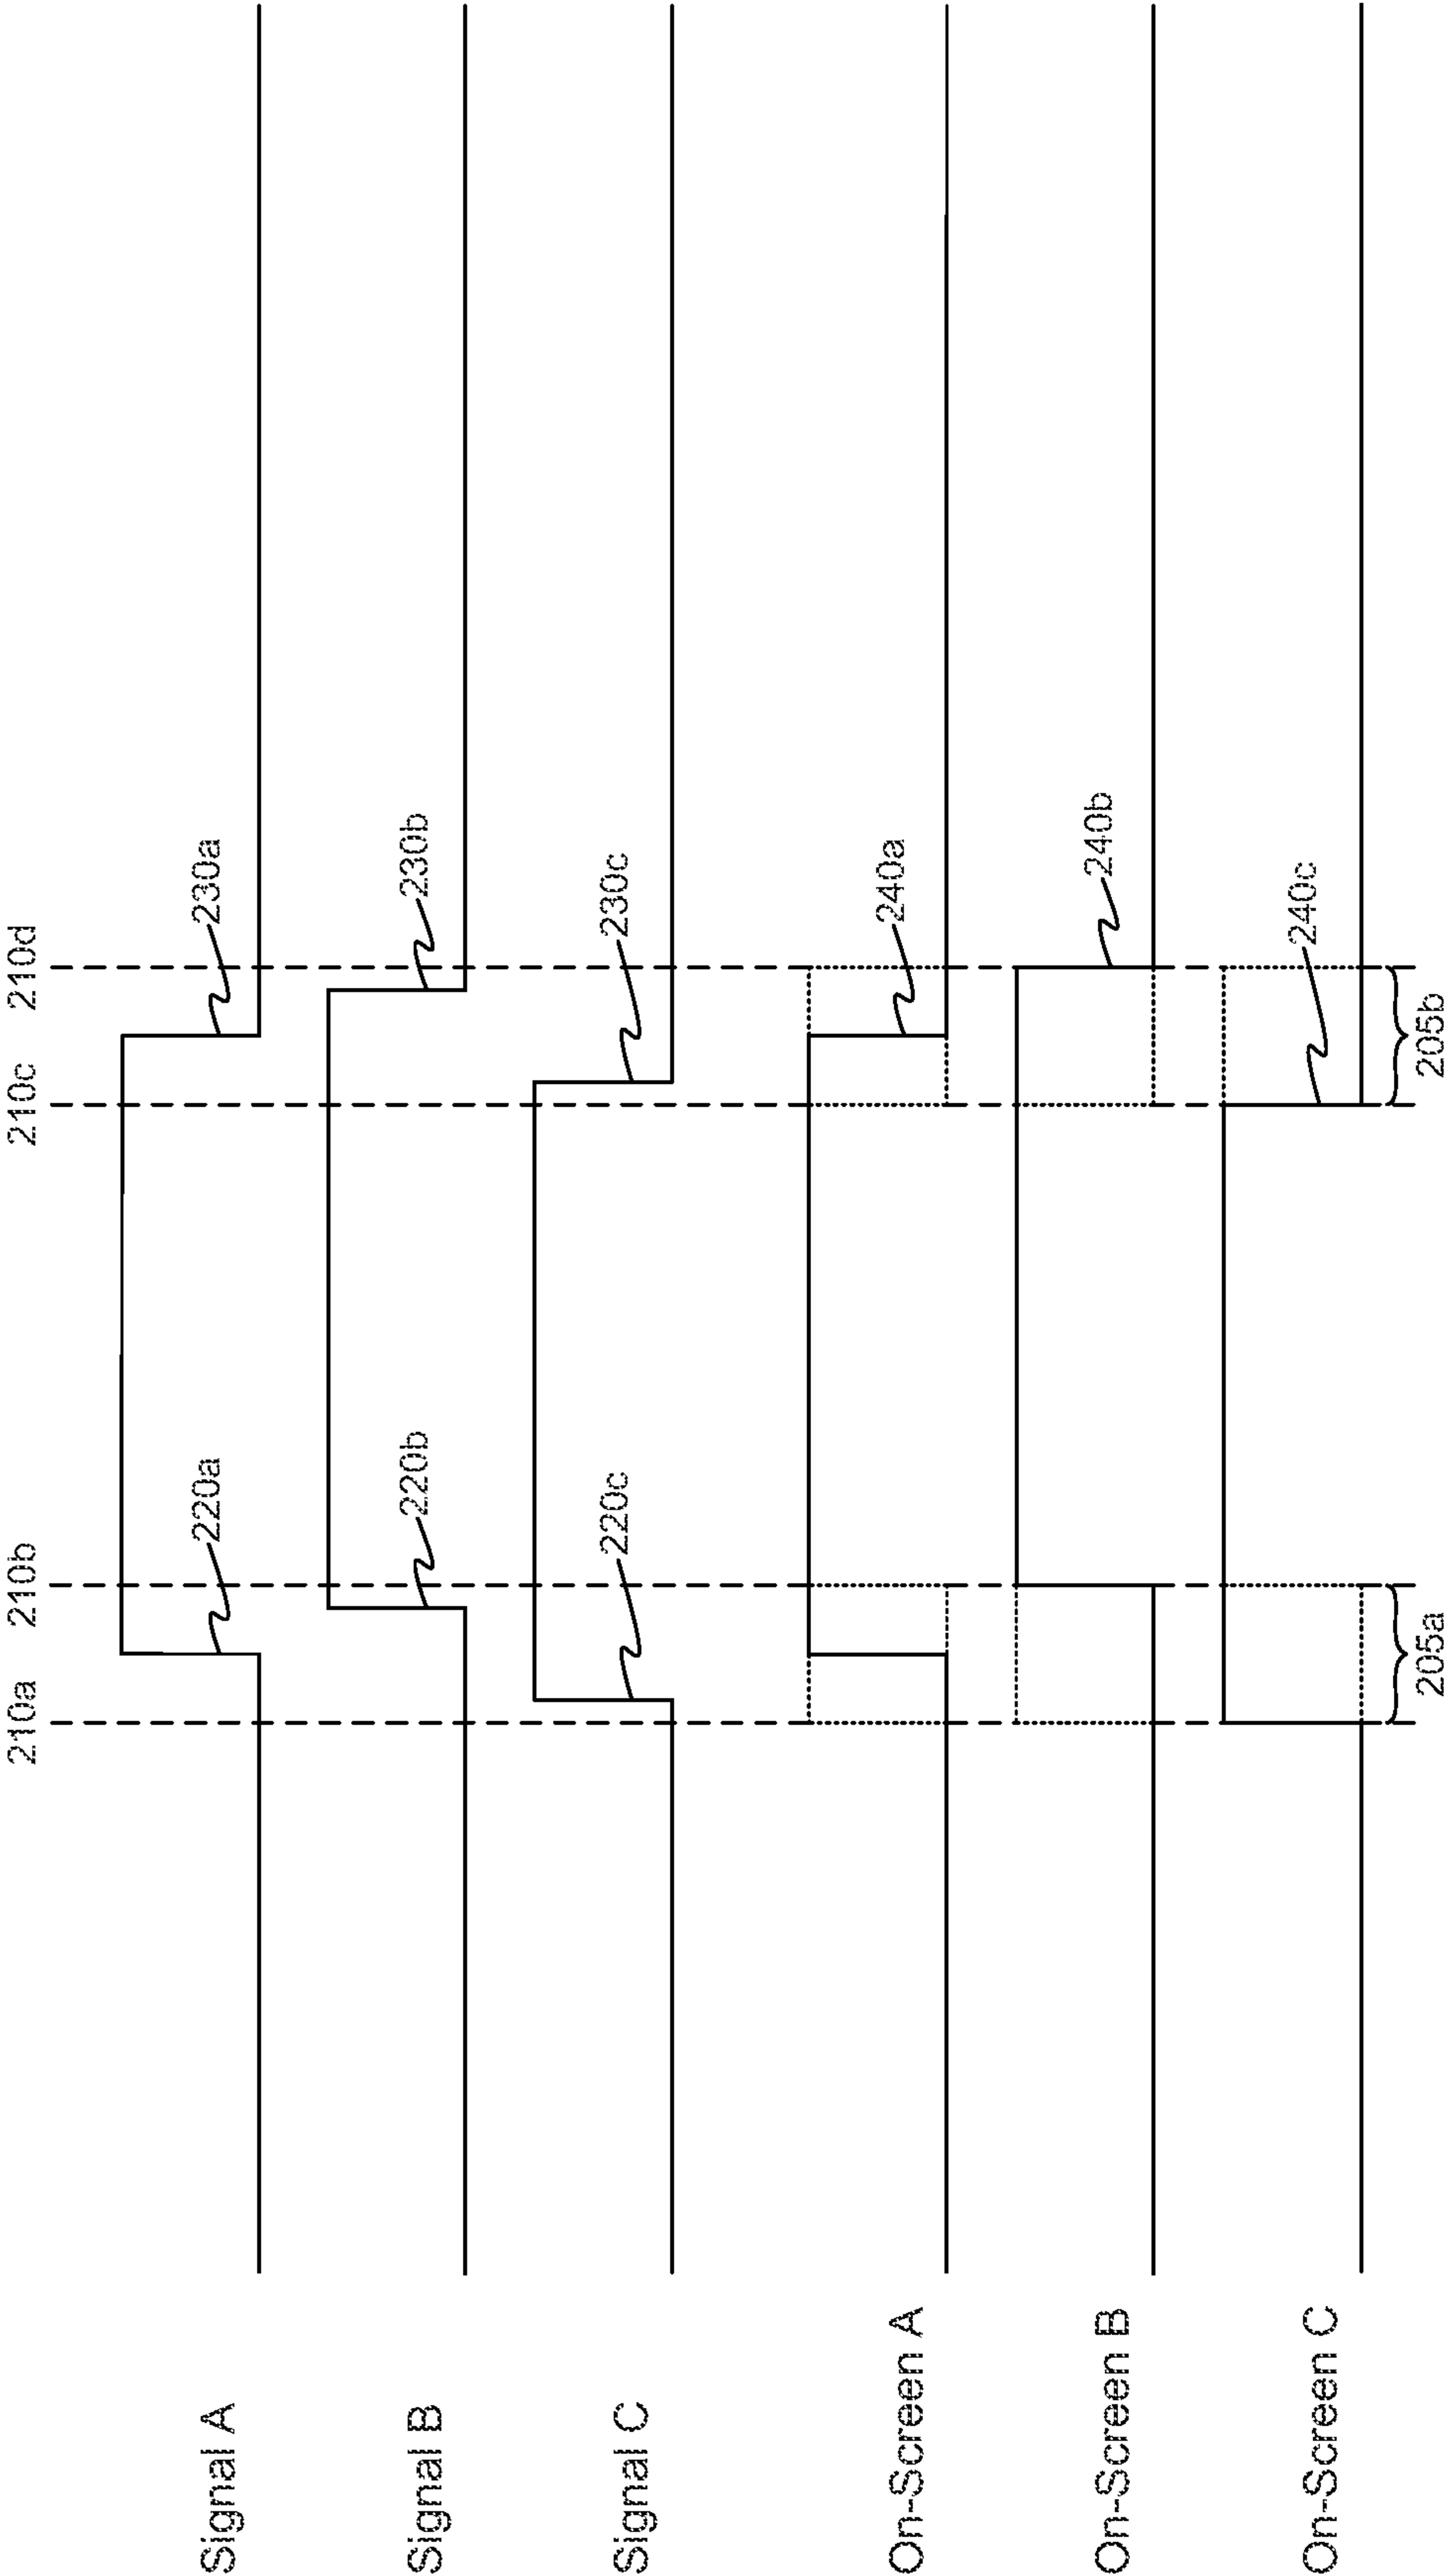 210a 210b 210c 210d
Signal A 220a 230a
Signal B 220b 230b
Signal C 220c 230c
On-Screen A 240a
On-Screen B 240b
On-Screen C 240c
205a 205b